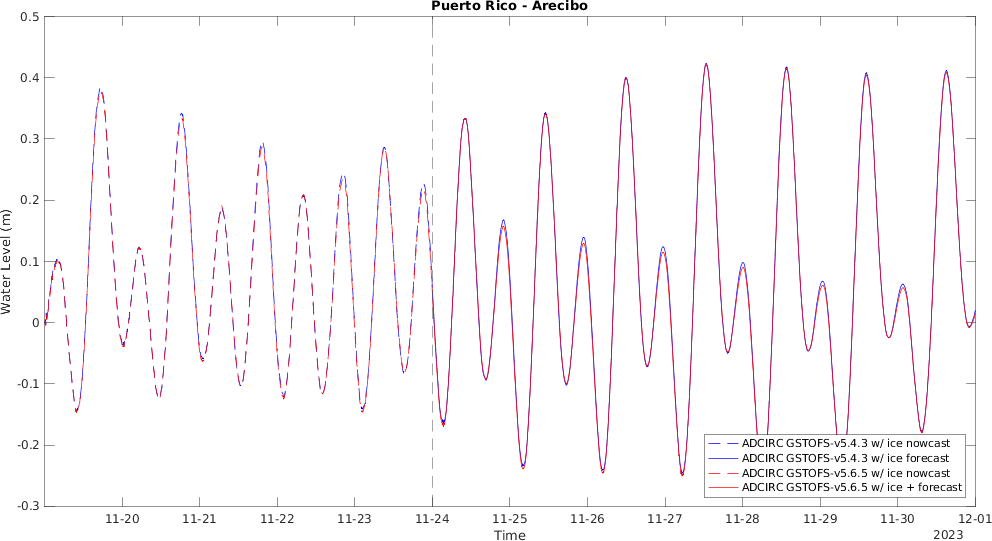 Puerto Rico - Arecibo
0.5
0.4
0.3
0.2
0.1
0
-0.1
-0.2
-0.3
Water Level (m)
ADCIRC GSTOFS-v5.4.3 w/ ice nowcast
ADCIRC GSTOFS-v5.4.3 w/ ice forecast
ADCIRC GSTOFS-v5.6.5 w/ ice nowcast
ADCIRC GSTOFS-v5.6.5 w/ ice + forecast
11-20 11-21 11-22 11-23 11-24 11-25 11-26 11-27 11-28 11-29 11-30 12-01
Time
2023